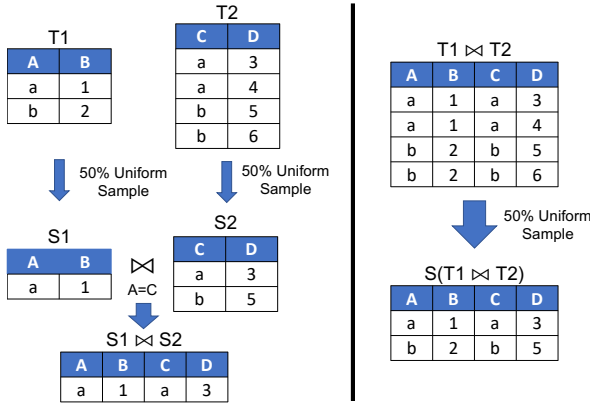 T1
A B
a 1
b 2
T2
C D
a 3
a 4
b 5
b 6
50% Uniform
Sample
50% Uniform
Sample
S1
A B
a 1
⋈
A=C
S2
C D
a 3
b 5
S1 ⋈ S2
A B C D
a 1 a 3
T1 ⋈ T2
A B C D
a 1 a 3
a 1 a 4
b 2 b 5
b 2 b 6
50% Uniform
Sample
S(T1 ⋈ T2)
A B C D
a 1 a 3
b 2 b 5